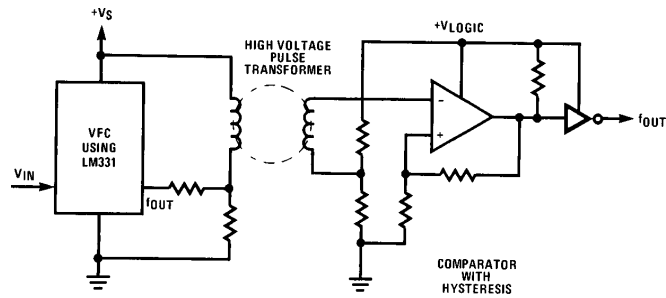 +VS
HIGH VOLTAGE
PULSE
TRANSFORMER
+VLOGIC
VFC
USING
LM331
VIN
fOUT
−
+
fOUT
COMPARATOR
WITH
HYSTERESIS